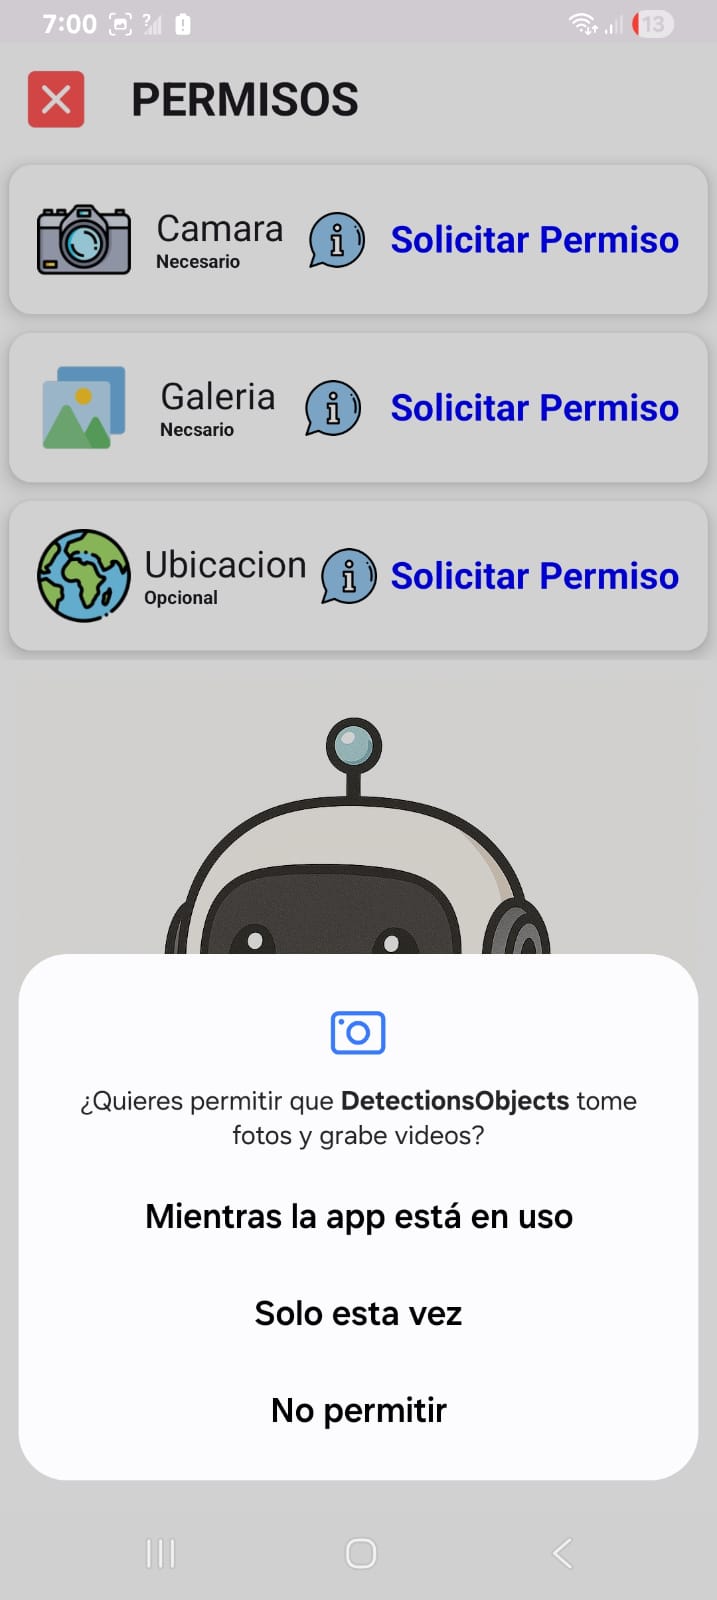 7:00
13
PERMISOS
Camara
Necesario
Solicitar Permiso
Galeria
Necsario
Solicitar Permiso
Ubicacion
Opcional
Solicitar Permiso
¿Quieres permitir que DetectionsObjects tome
fotos y grabe videos?
Mientras la app está en uso
Solo esta vez
No permitir